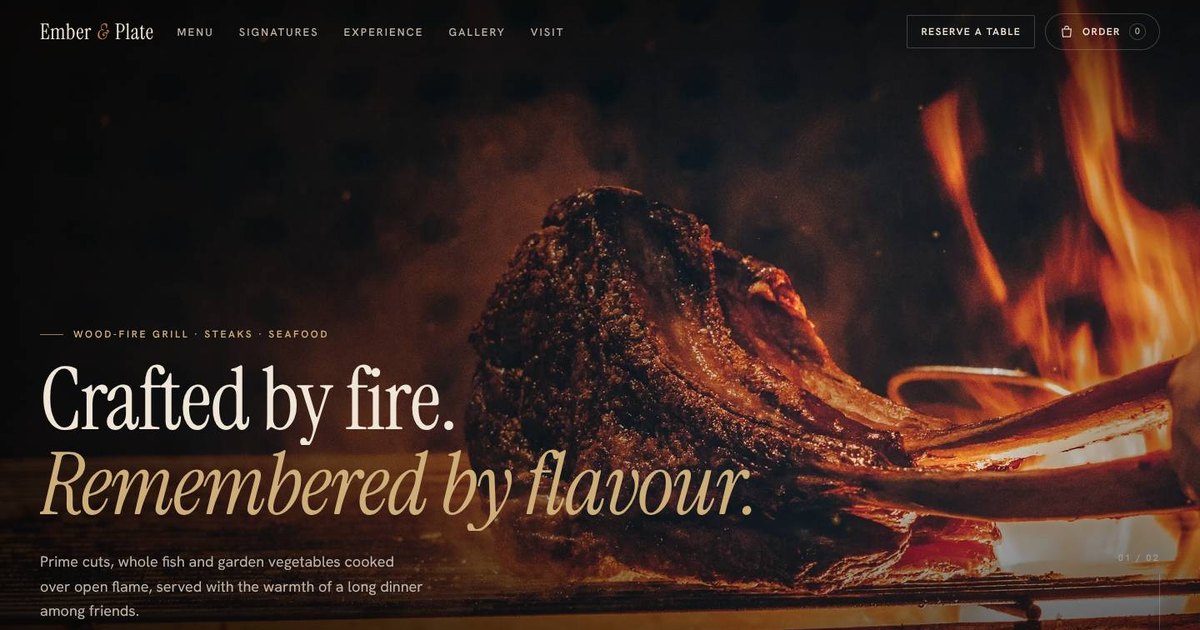 Ember & Plate
MENU
SIGNATURES
EXPERIENCE
GALLERY
VISIT
RESERVE A TABLE
ORDER 0
WOOD-FIRE GRILL · STEAKS · SEAFOOD
Crafted by fire.
Remembered by flavour.
Prime cuts, whole fish and garden vegetables cooked
over open flame, served with the warmth of a long dinner
among friends.
01 / 02